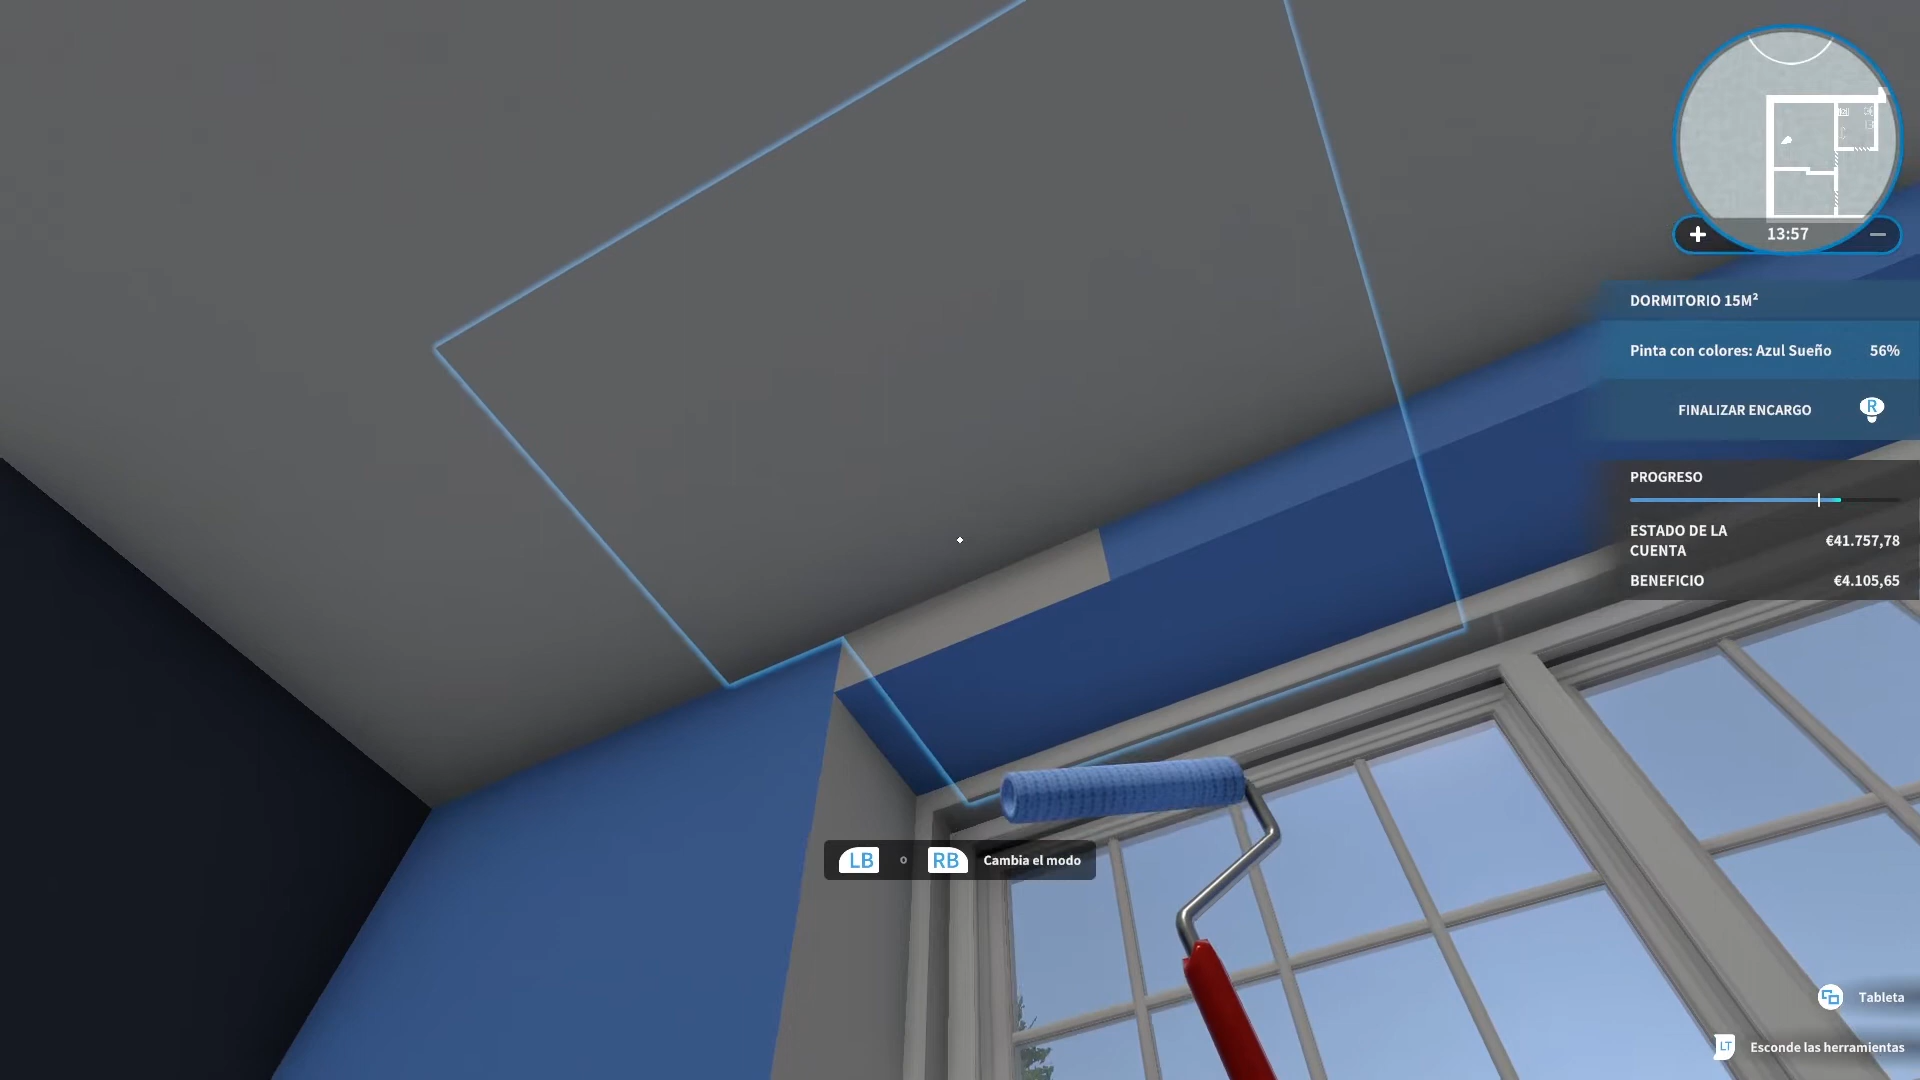 13:57
DORMITORIO 15M²
Pinta con colores: Azul Sueño 56%
FINALIZAR ENCARGO R
PROGRESO
ESTADO DE LA
CUENTA €41.757,78
BENEFICIO €4.105,65
LB o RB Cambia el modo
Tableta
LT Esconde las herramientas